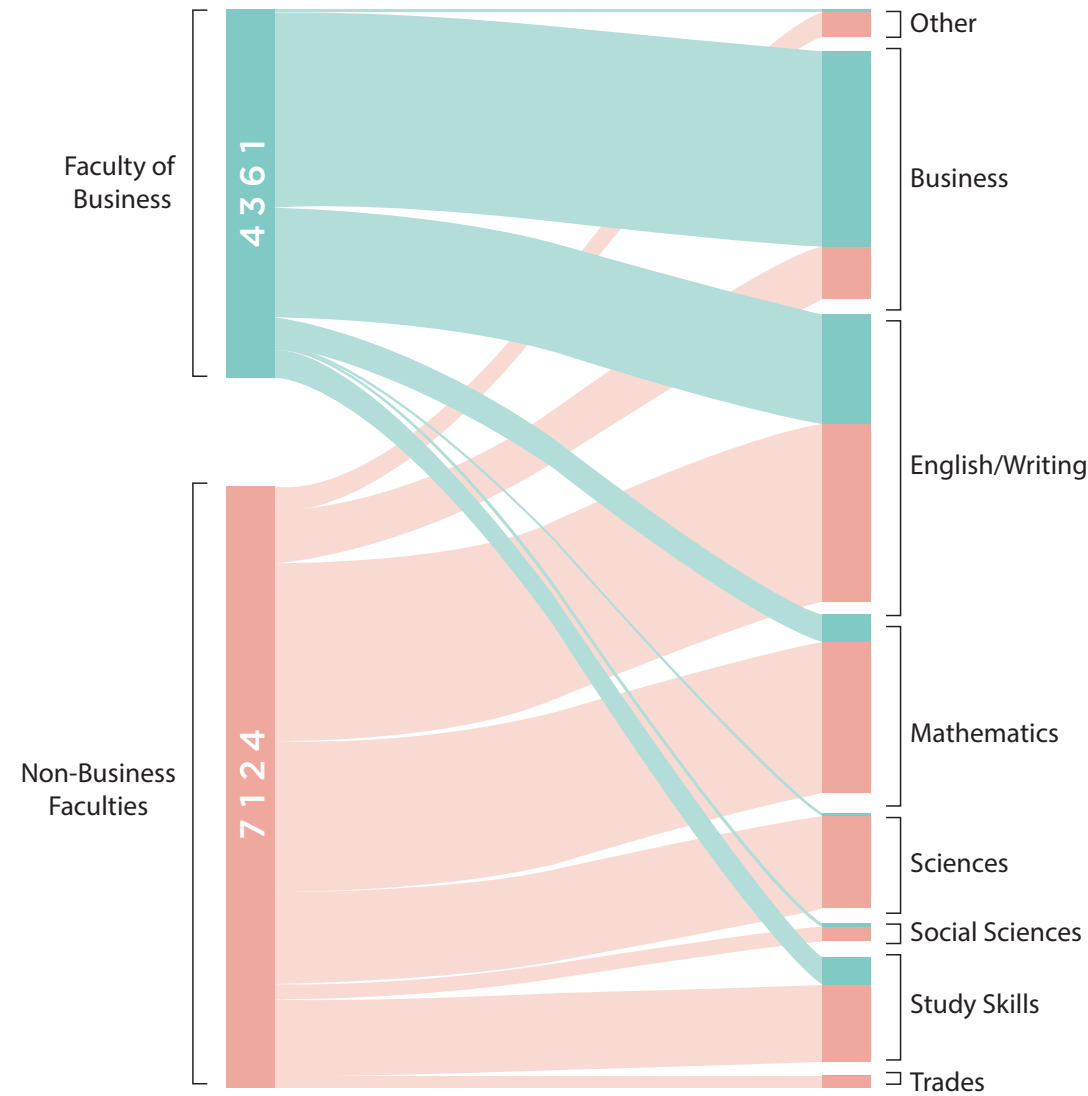 Other
Faculty of
Business
4361
Business
English/Writing
Mathematics
Non-Business
Faculties
7124
Sciences
Social Sciences
Study Skills
Trades